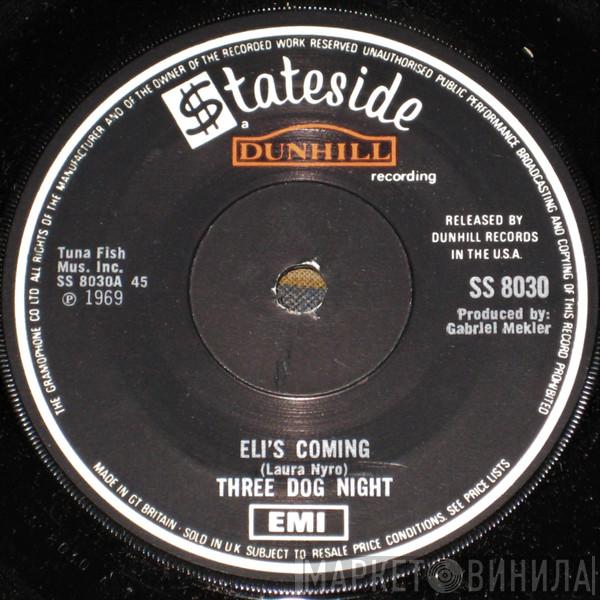 THE GRAMOPHONE CO LTD ALL RIGHTS OF THE MANUFACTURER AND OF THE OWNER OF THE RECORDED WORK RESERVED UNAUTHORISED PUBLIC PERFORMANCE BROADCASTING AND COPYING OF THIS RECORD PROHIBITED
$tateside
a
DUNHILL
recording
RELEASED BY
DUNHILL RECORDS
IN THE U.S.A.
Tuna Fish
Mus. Inc.
SS 8030A 45
℗ 1969
SS 8030
Produced by:
Gabriel Mekler
ELI'S COMING
(Laura Nyro)
THREE DOG NIGHT
EMI
MADE IN GT BRITAIN · SOLD IN U K SUBJECT TO RESALE PRICE CONDITIONS, SEE PRICE LISTS
МАРКЕТ ВИНИЛА